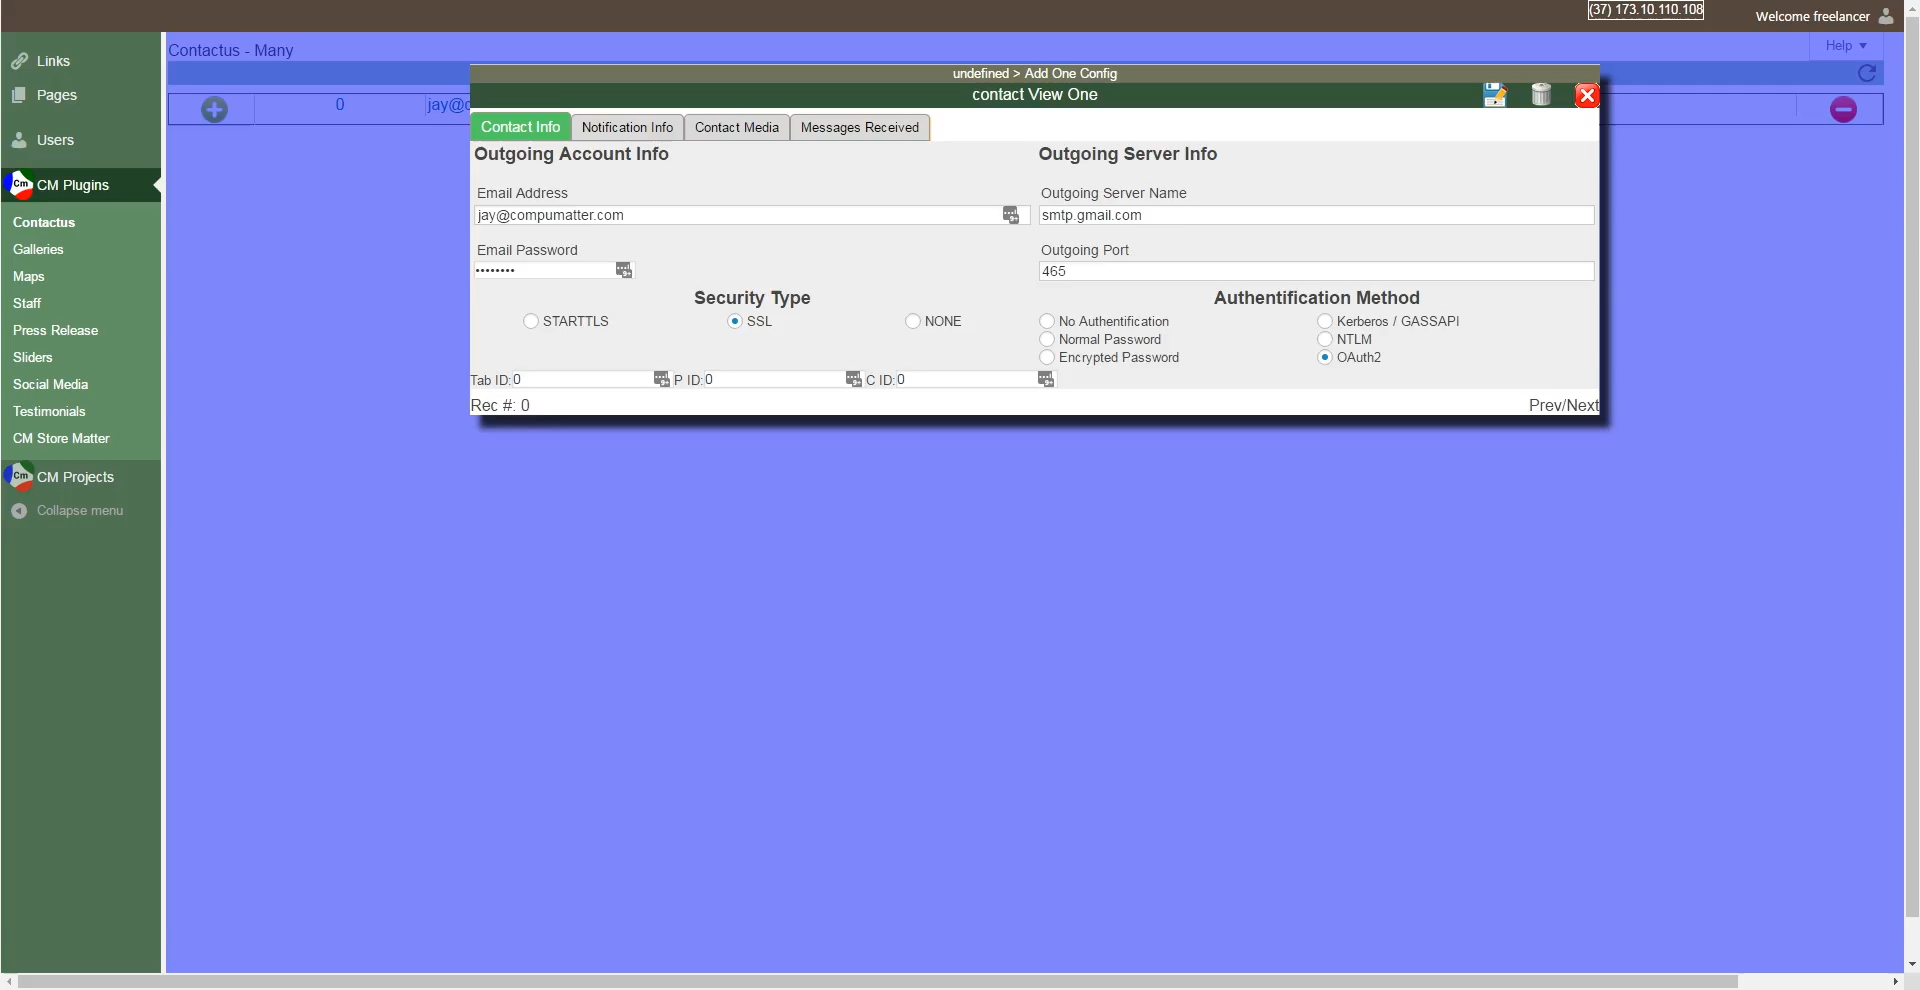 (37) 173.10.110.108
Welcome freelancer
Links
Pages
Users
Cm CM Plugins
Contactus
Galleries
Maps
Staff
Press Release
Sliders
Social Media
Testimonials
CM Store Matter
Cm CM Projects
Collapse menu
Contactus - Many
Help
0 jay@c
undefined > Add One Config
contact View One
Contact Info Notification Info Contact Media Messages Received
Outgoing Account Info Outgoing Server Info
Email Address Outgoing Server Name
jay@compumatter.com smtp.gmail.com
Email Password Outgoing Port
•••••••• 465
Security Type Authentification Method
STARTTLS SSL NONE No Authentification Kerberos / GASSAPI
Normal Password NTLM
Encrypted Password OAuth2
Tab ID: 0 P ID: 0 C ID: 0
Rec #: 0 Prev/Next